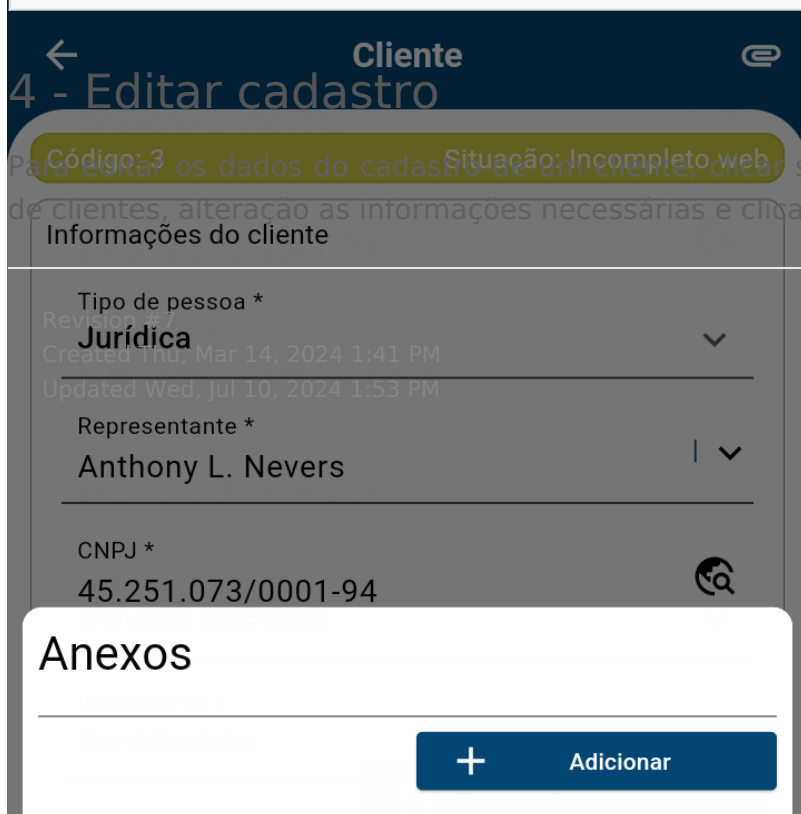 Cliente
4 - Editar cadastro
Código: 3 Situação: Incompleto web
Para editar os dados do cadastro de um cliente, clicar s
de clientes, alteração as informações necessárias e clica
Informações do cliente
Tipo de pessoa *
Revision #7
Jurídica
Created Thu, Mar 14, 2024 1:41 PM
Updated Wed, Jul 10, 2024 1:53 PM
Representante *
Anthony L. Nevers
CNPJ *
45.251.073/0001-94
Anexos
Adicionar